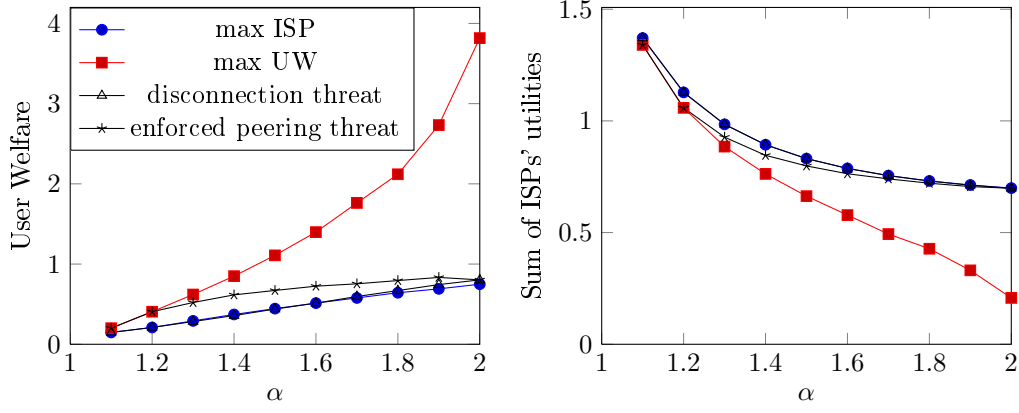 max ISP
max UW
disconnection threat
enforced peering threat
User Welfare
0
1
2
3
4
1
1.2
1.4
1.6
1.8
2
α
Sum of ISPs' utilities
0
0.5
1
1.5
1
1.2
1.4
1.6
1.8
2
α